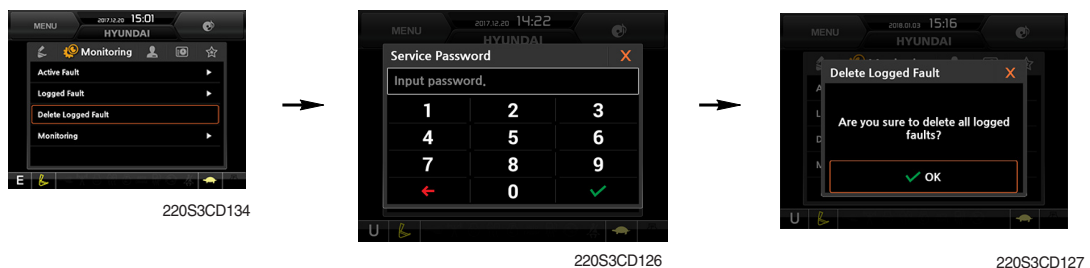 MENU
2017.12.20 15:01
HYUNDAI
Monitoring
Active Fault
Logged Fault
Delete Logged Fault
Monitoring
E
220S3CD134
MENU
2017.12.20 14:22
HYUNDAI
Service Password X
Input password.
1 2 3
4 5 6
7 8 9
0
U
220S3CD126
MENU
2018.01.03 15:16
HYUNDAI
Delete Logged Fault X
Are you sure to delete all logged
faults?
OK
U
220S3CD127